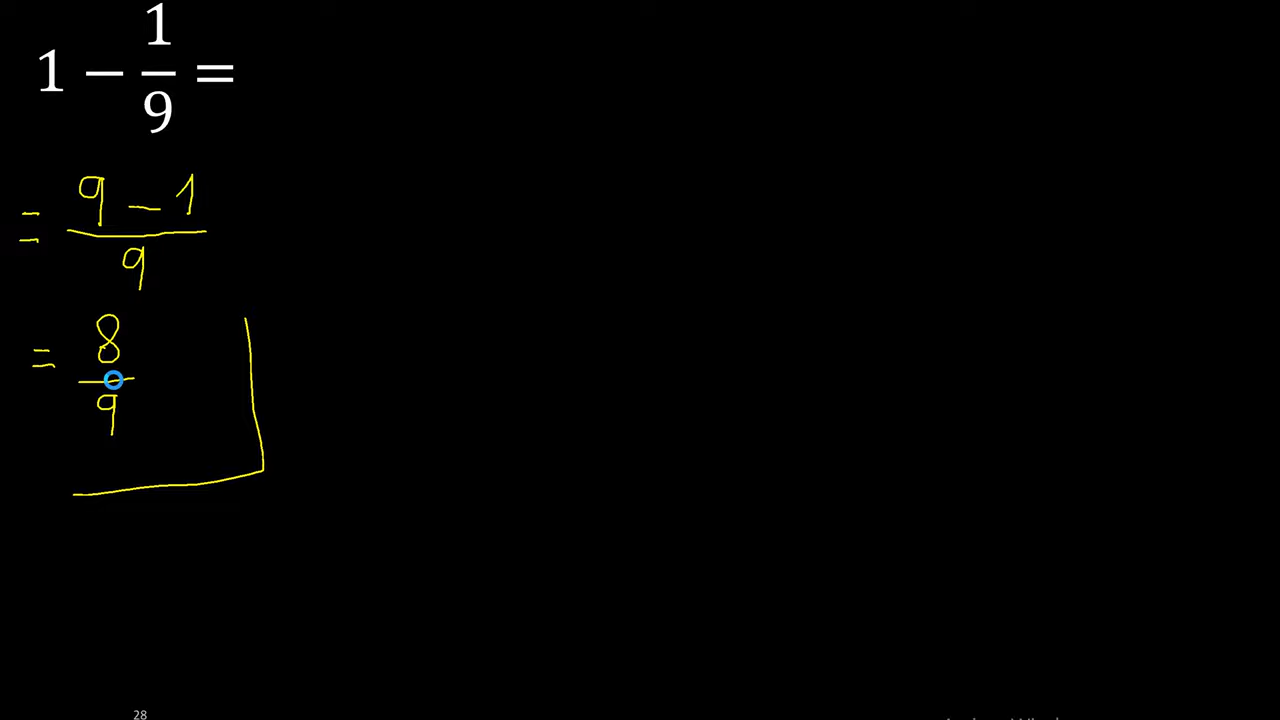 1 − 1/9 =
= 9 − 1 / 9
= 8/9
28